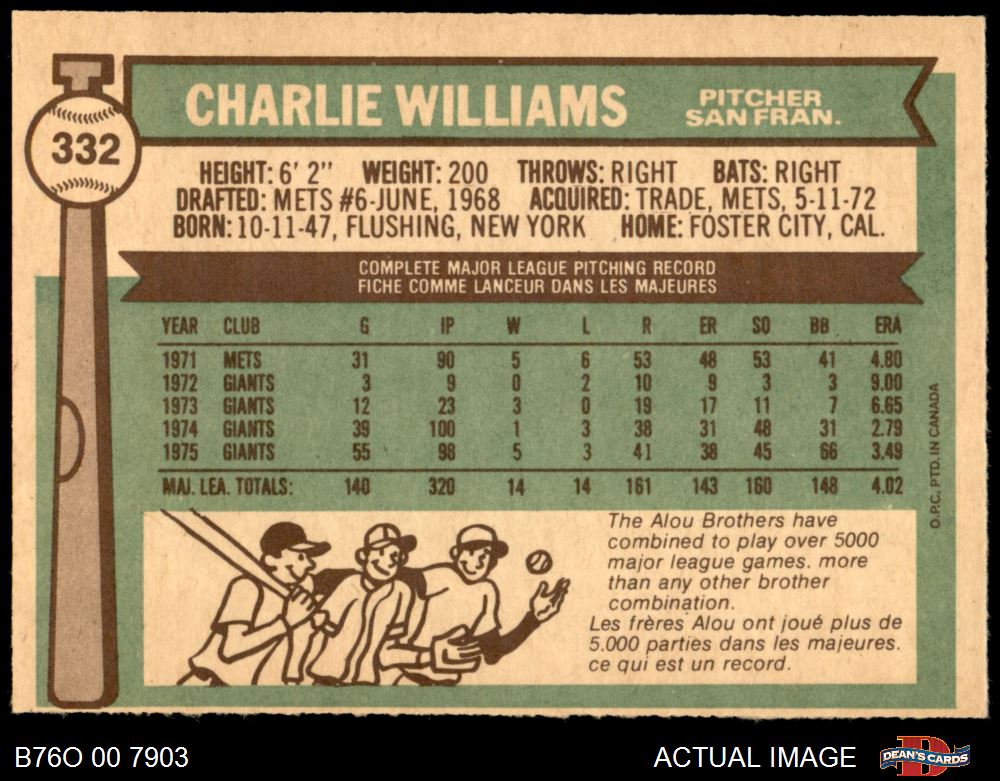 332
CHARLIE WILLIAMS
PITCHER
SAN FRAN.
HEIGHT: 6' 2" WEIGHT: 200 THROWS: RIGHT BATS: RIGHT
DRAFTED: METS #6-JUNE, 1968 ACQUIRED: TRADE, METS, 5-11-72
BORN: 10-11-47, FLUSHING, NEW YORK HOME: FOSTER CITY, CAL.
COMPLETE MAJOR LEAGUE PITCHING RECORD
FICHE COMME LANCEUR DANS LES MAJEURES
YEAR CLUB G IP W L R ER SO BB ERA
1971 METS 31 90 5 6 53 48 53 41 4.80
1972 GIANTS 3 9 0 2 10 9 3 3 9.00
1973 GIANTS 12 23 3 0 19 17 11 7 6.65
1974 GIANTS 39 100 1 3 38 31 48 31 2.79
1975 GIANTS 55 98 5 3 41 38 45 66 3.49
MAJ. LEA. TOTALS: 140 320 14 14 161 143 160 148 4.02
O.P.C. PTD. IN CANADA
The Alou Brothers have
combined to play over 5000
major league games. more
than any other brother
combination.
Les frères Alou ont joué plus de
5.000 parties dans les majeures.
ce qui est un record.
B76O 00 7903
ACTUAL IMAGE
DEAN'S CARDS